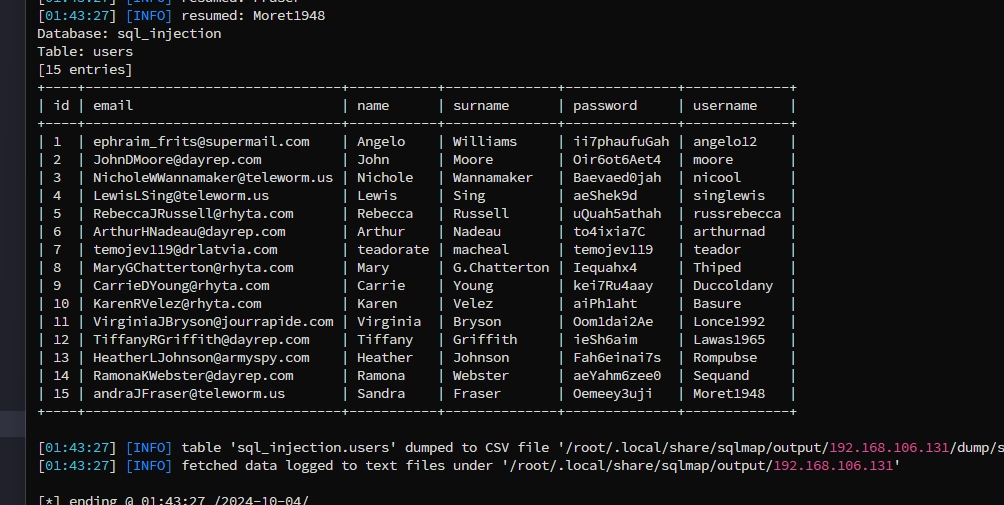 [01:43:27] [INFO] resumed: Moret1948
Database: sql_injection
Table: users
[15 entries]
| id | email | name | surname | password | username |
| 1 | ephraim_frits@supermail.com | Angelo | Williams | ii7phaufuGah | angelo12 |
| 2 | JohnDMoore@dayrep.com | John | Moore | Oir6ot6Aet4 | moore |
| 3 | NicholeWWannamaker@teleworm.us | Nichole | Wannamaker | Baevaed0jah | nicool |
| 4 | LewisLSing@teleworm.us | Lewis | Sing | aeShek9d | singlewis |
| 5 | RebeccaJRussell@rhyta.com | Rebecca | Russell | uQuah5athah | russrebecca |
| 6 | ArthurHNadeau@dayrep.com | Arthur | Nadeau | to4ixia7C | arthurnad |
| 7 | temojev119@drlatvia.com | teadorate | macheal | temojev119 | teador |
| 8 | MaryGChatterton@rhyta.com | Mary | G.Chatterton | Iequahx4 | Thiped |
| 9 | CarrieDYoung@rhyta.com | Carrie | Young | kei7Ru4aay | Duccoldany |
| 10 | KarenRVelez@rhyta.com | Karen | Velez | aiPh1aht | Basure |
| 11 | VirginiaJBryson@jourrapide.com | Virginia | Bryson | Oom1dai2Ae | Lonce1992 |
| 12 | TiffanyRGriffith@dayrep.com | Tiffany | Griffith | ieSh6aim | Lawas1965 |
| 13 | HeatherLJohnson@armyspy.com | Heather | Johnson | Fah6einai7s | Rompubse |
| 14 | RamonaKWebster@dayrep.com | Ramona | Webster | aeYahm6zee0 | Sequand |
| 15 | andraJFraser@teleworm.us | Sandra | Fraser | Oemeey3uji | Moret1948 |
[01:43:27] [INFO] table 'sql_injection.users' dumped to CSV file '/root/.local/share/sqlmap/output/192.168.106.131/dump/s
[01:43:27] [INFO] fetched data logged to text files under '/root/.local/share/sqlmap/output/192.168.106.131'
[*] ending @ 01:43:27 /2024-10-04/